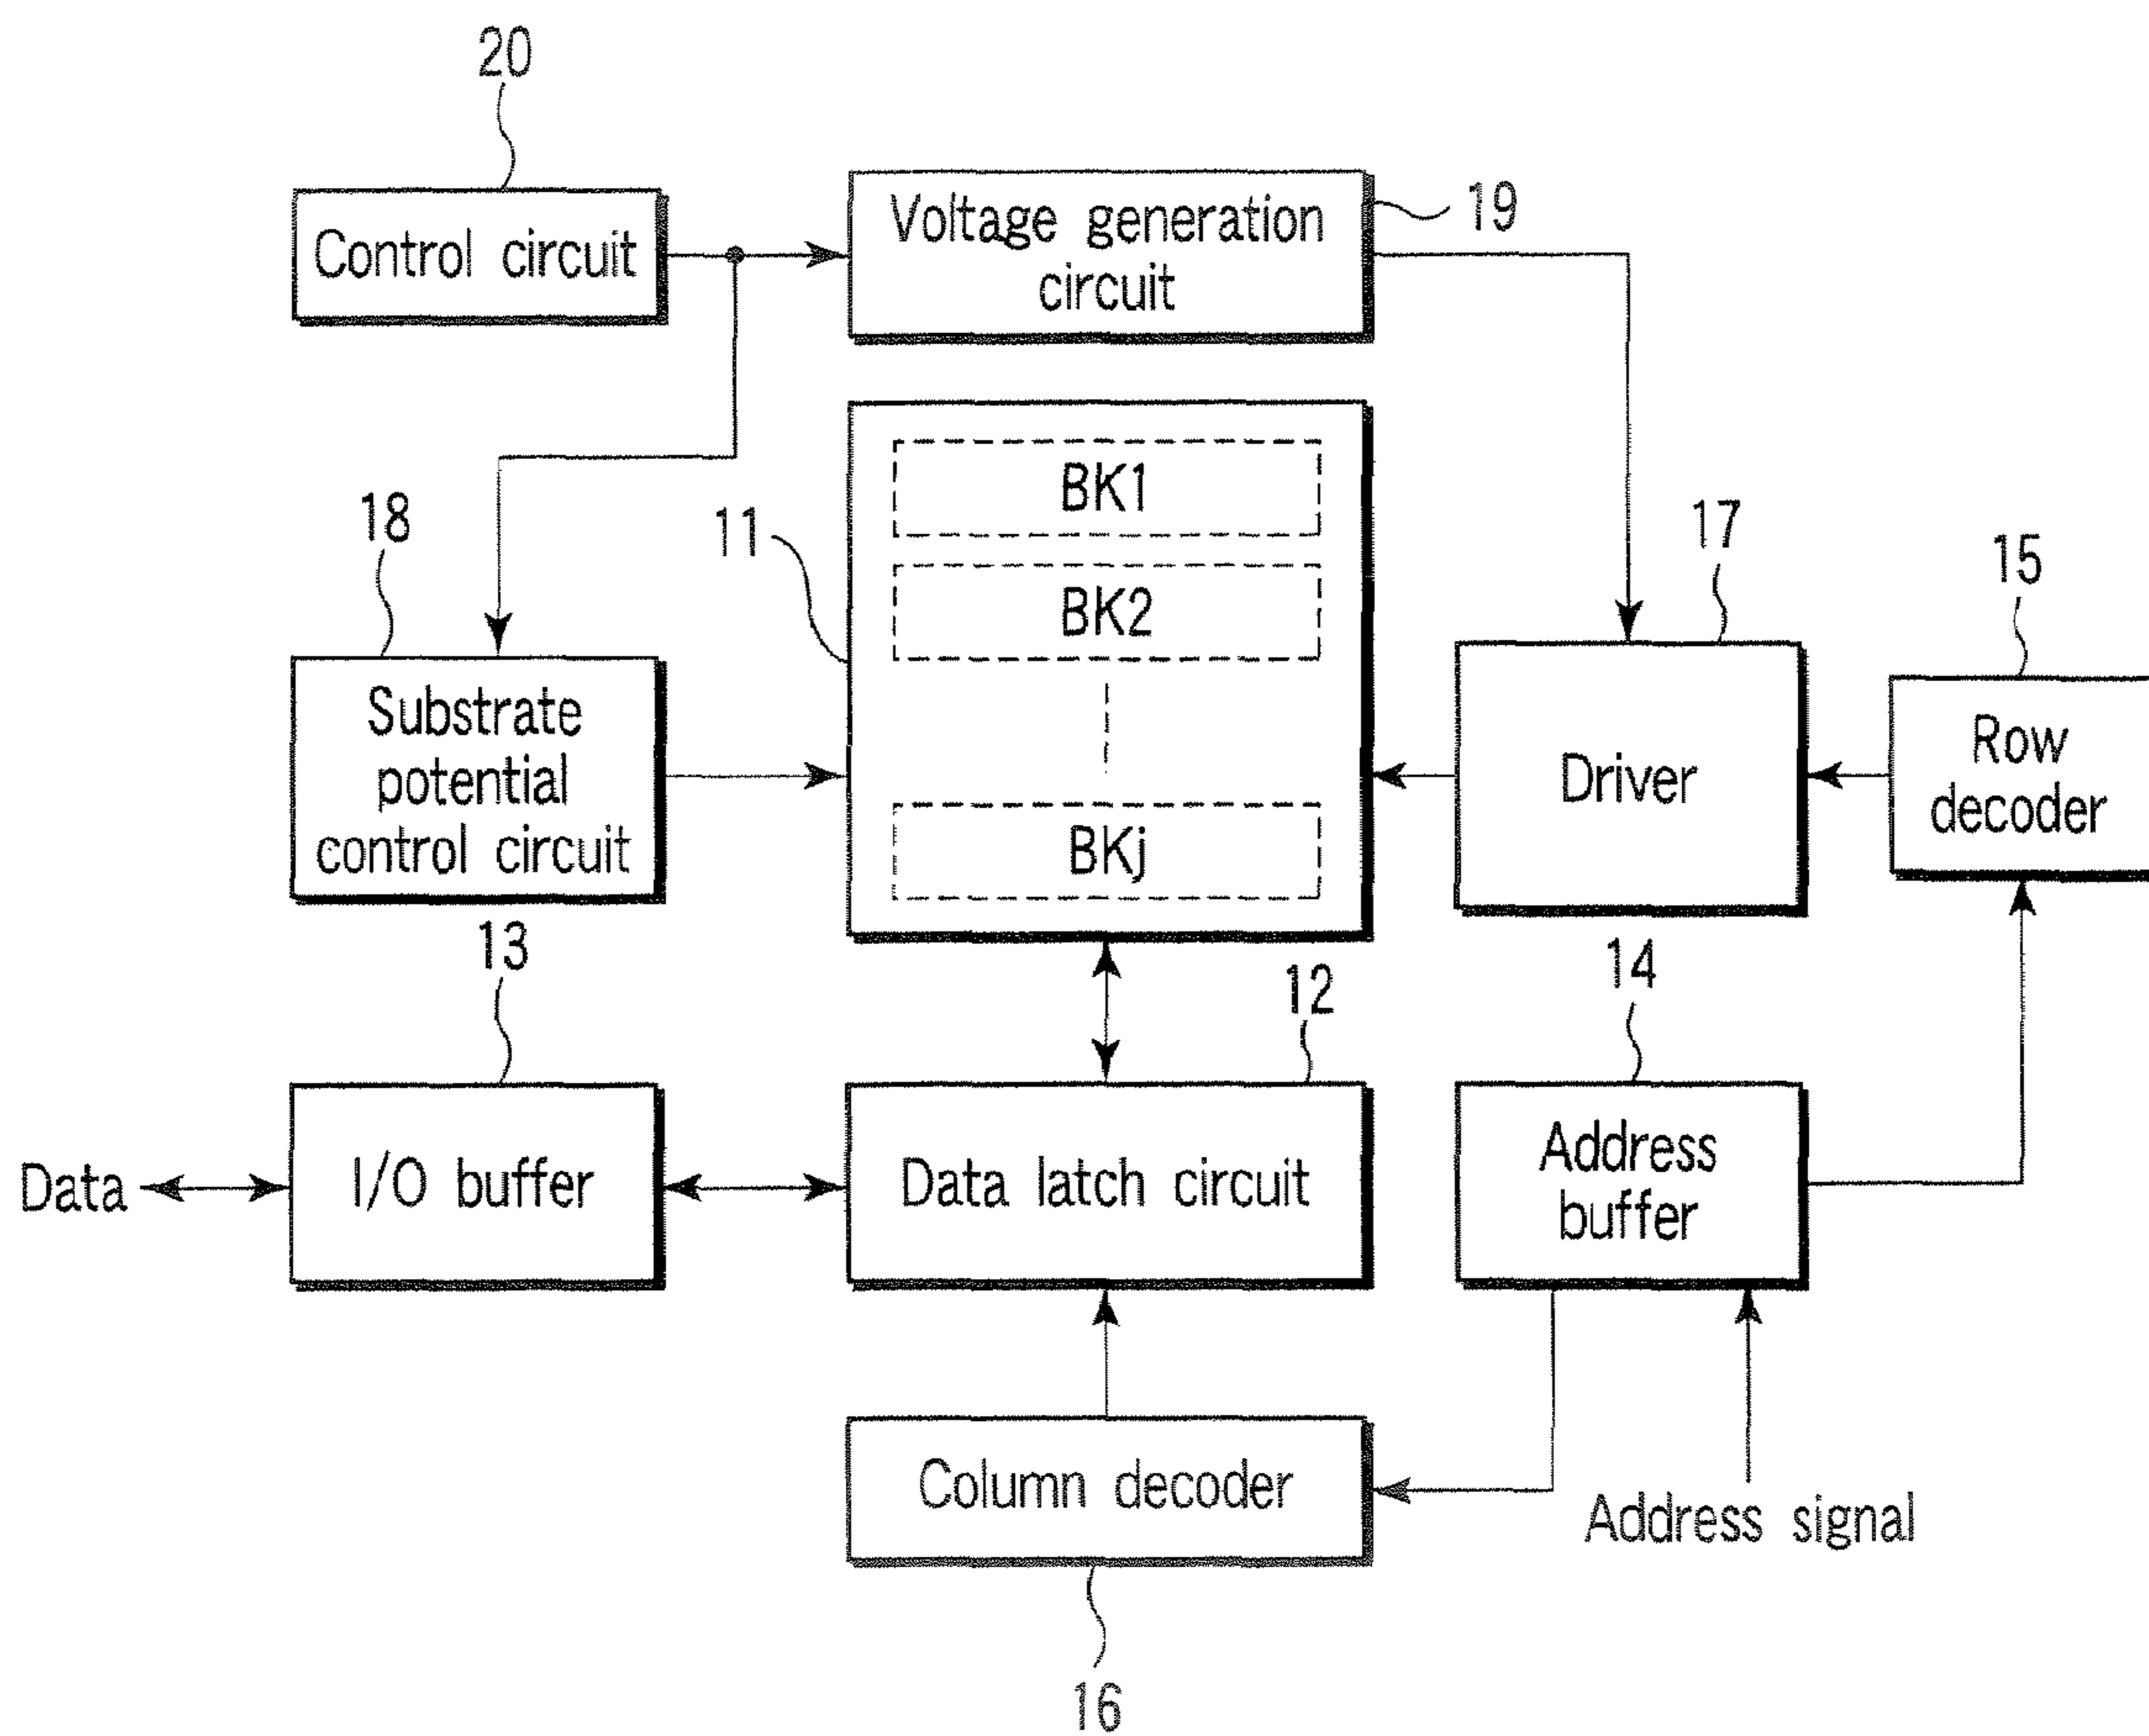 20
Control circuit
Voltage generation
circuit
19
BK1
BK2
BKj
11
18
Substrate
potential
control circuit
17
Driver
15
Row
decoder
13
I/O buffer
Data
12
Data latch circuit
14
Address
buffer
Column decoder
Address signal
16